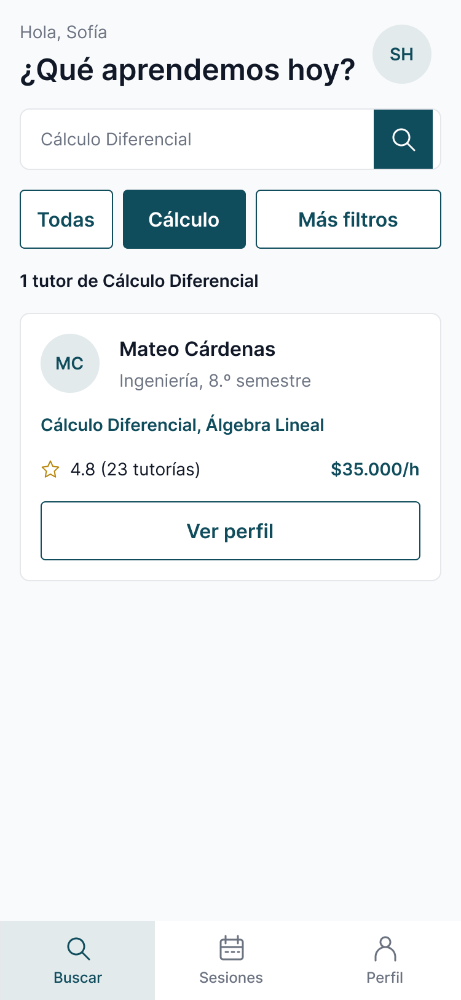 Hola, Sofía
¿Qué aprendemos hoy?
SH
Cálculo Diferencial
Todas
Cálculo
Más filtros
1 tutor de Cálculo Diferencial
MC
Mateo Cárdenas
Ingeniería, 8.º semestre
Cálculo Diferencial, Álgebra Lineal
4.8 (23 tutorías)
$35.000/h
Ver perfil
Buscar
Sesiones
Perfil